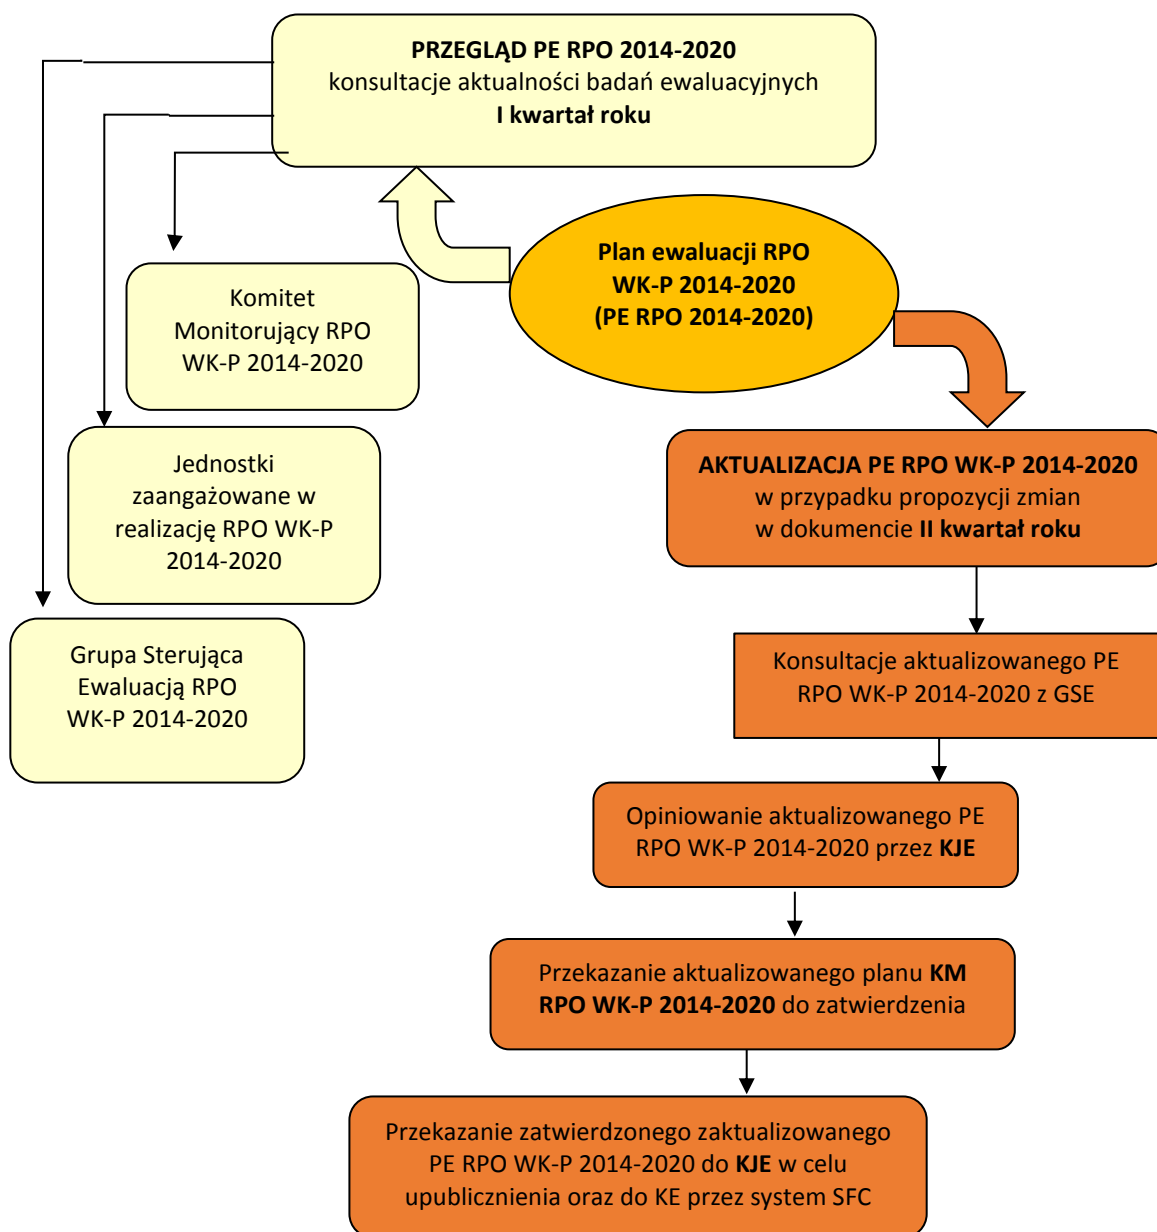 PRZEGLĄD PE RPO 2014-2020
konsultacje aktualności badań ewaluacyjnych
I kwartał roku
Plan ewaluacji RPO
WK-P 2014-2020
(PE RPO 2014-2020)
Komitet
Monitorujący RPO
WK-P 2014-2020
Jednostki
zaangażowane w
realizację RPO WK-P
2014-2020
Grupa Sterująca
Ewaluacją RPO
WK-P 2014-2020
AKTUALIZACJA PE RPO WK-P 2014-2020
w przypadku propozycji zmian
w dokumencie II kwartał roku
Konsultacje aktualizowanego PE
RPO WK-P 2014-2020 z GSE
Opiniowanie aktualizowanego PE
RPO WK-P 2014-2020 przez KJE
Przekazanie aktualizowanego planu KM
RPO WK-P 2014-2020 do zatwierdzenia
Przekazanie zatwierdzonego zaktualizowanego
PE RPO WK-P 2014-2020 do KJE w celu
upublicznienia oraz do KE przez system SFC